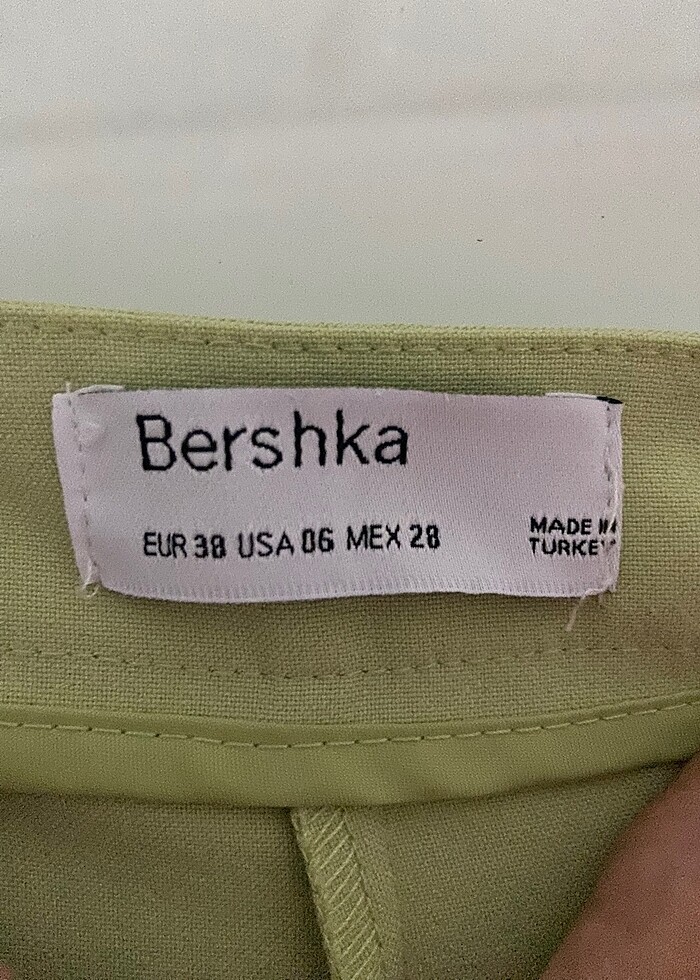 Bershka
EUR 38 USA 06 MEX 28
MADE IN
TURKEY